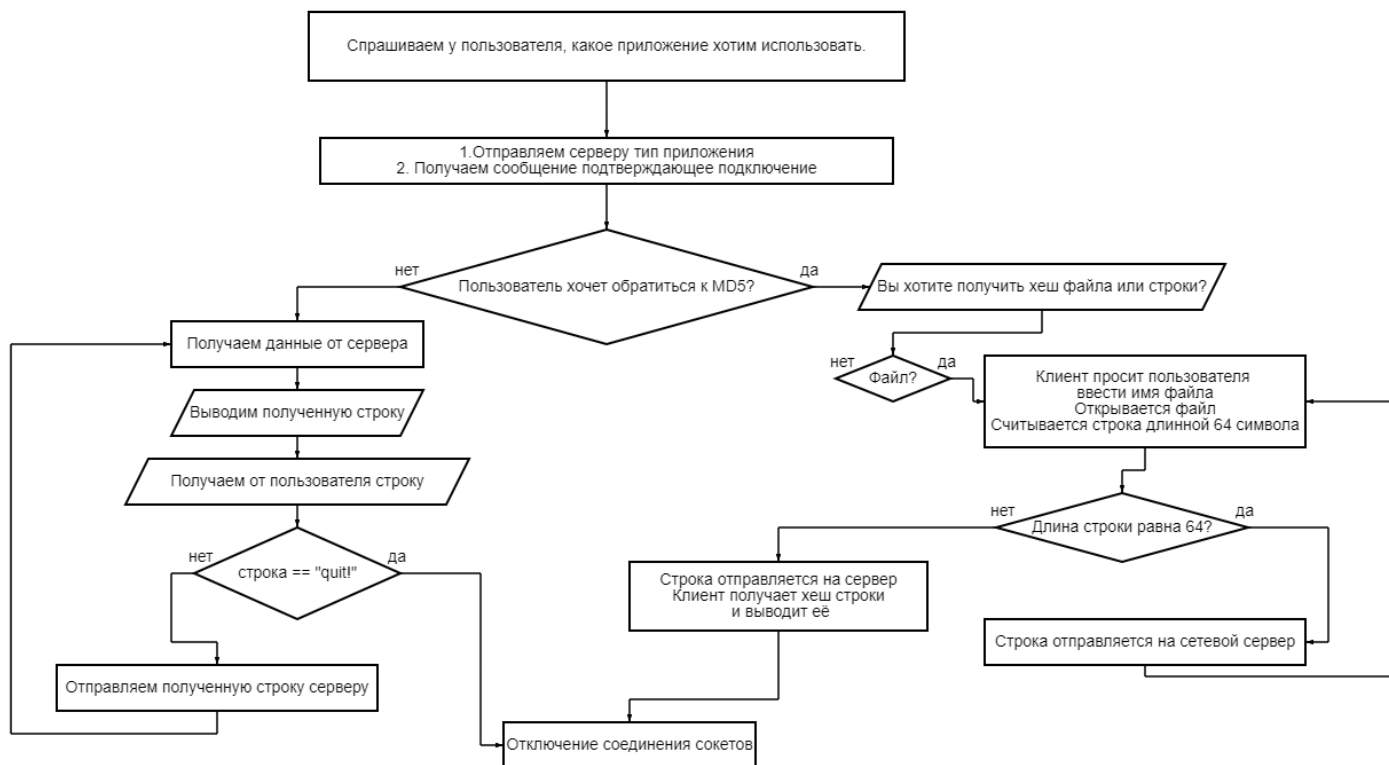 Спрашиваем у пользователя, какое приложение хотим использовать.
1.Отправляем серверу тип приложения
2. Получаем сообщение подтверждающее подключение
нет
Пользователь хочет обратиться к MD5?
да
Вы хотите получить хеш файла или строки?
Получаем данные от сервера
нет
да
Файл?
Клиент просит пользователя
ввести имя файла
Открывается файл
Считывается строка длинной 64 символа
Выводим полученную строку
Получаем от пользователя строку
нет
Длина строки равна 64?
да
нет
строка == "quit!"
да
Строка отправляется на сервер
Клиент получает хеш строки
и выводит её
Строка отправляется на сетевой сервер
Отправляем полученную строку серверу
Отключение соединения сокетов